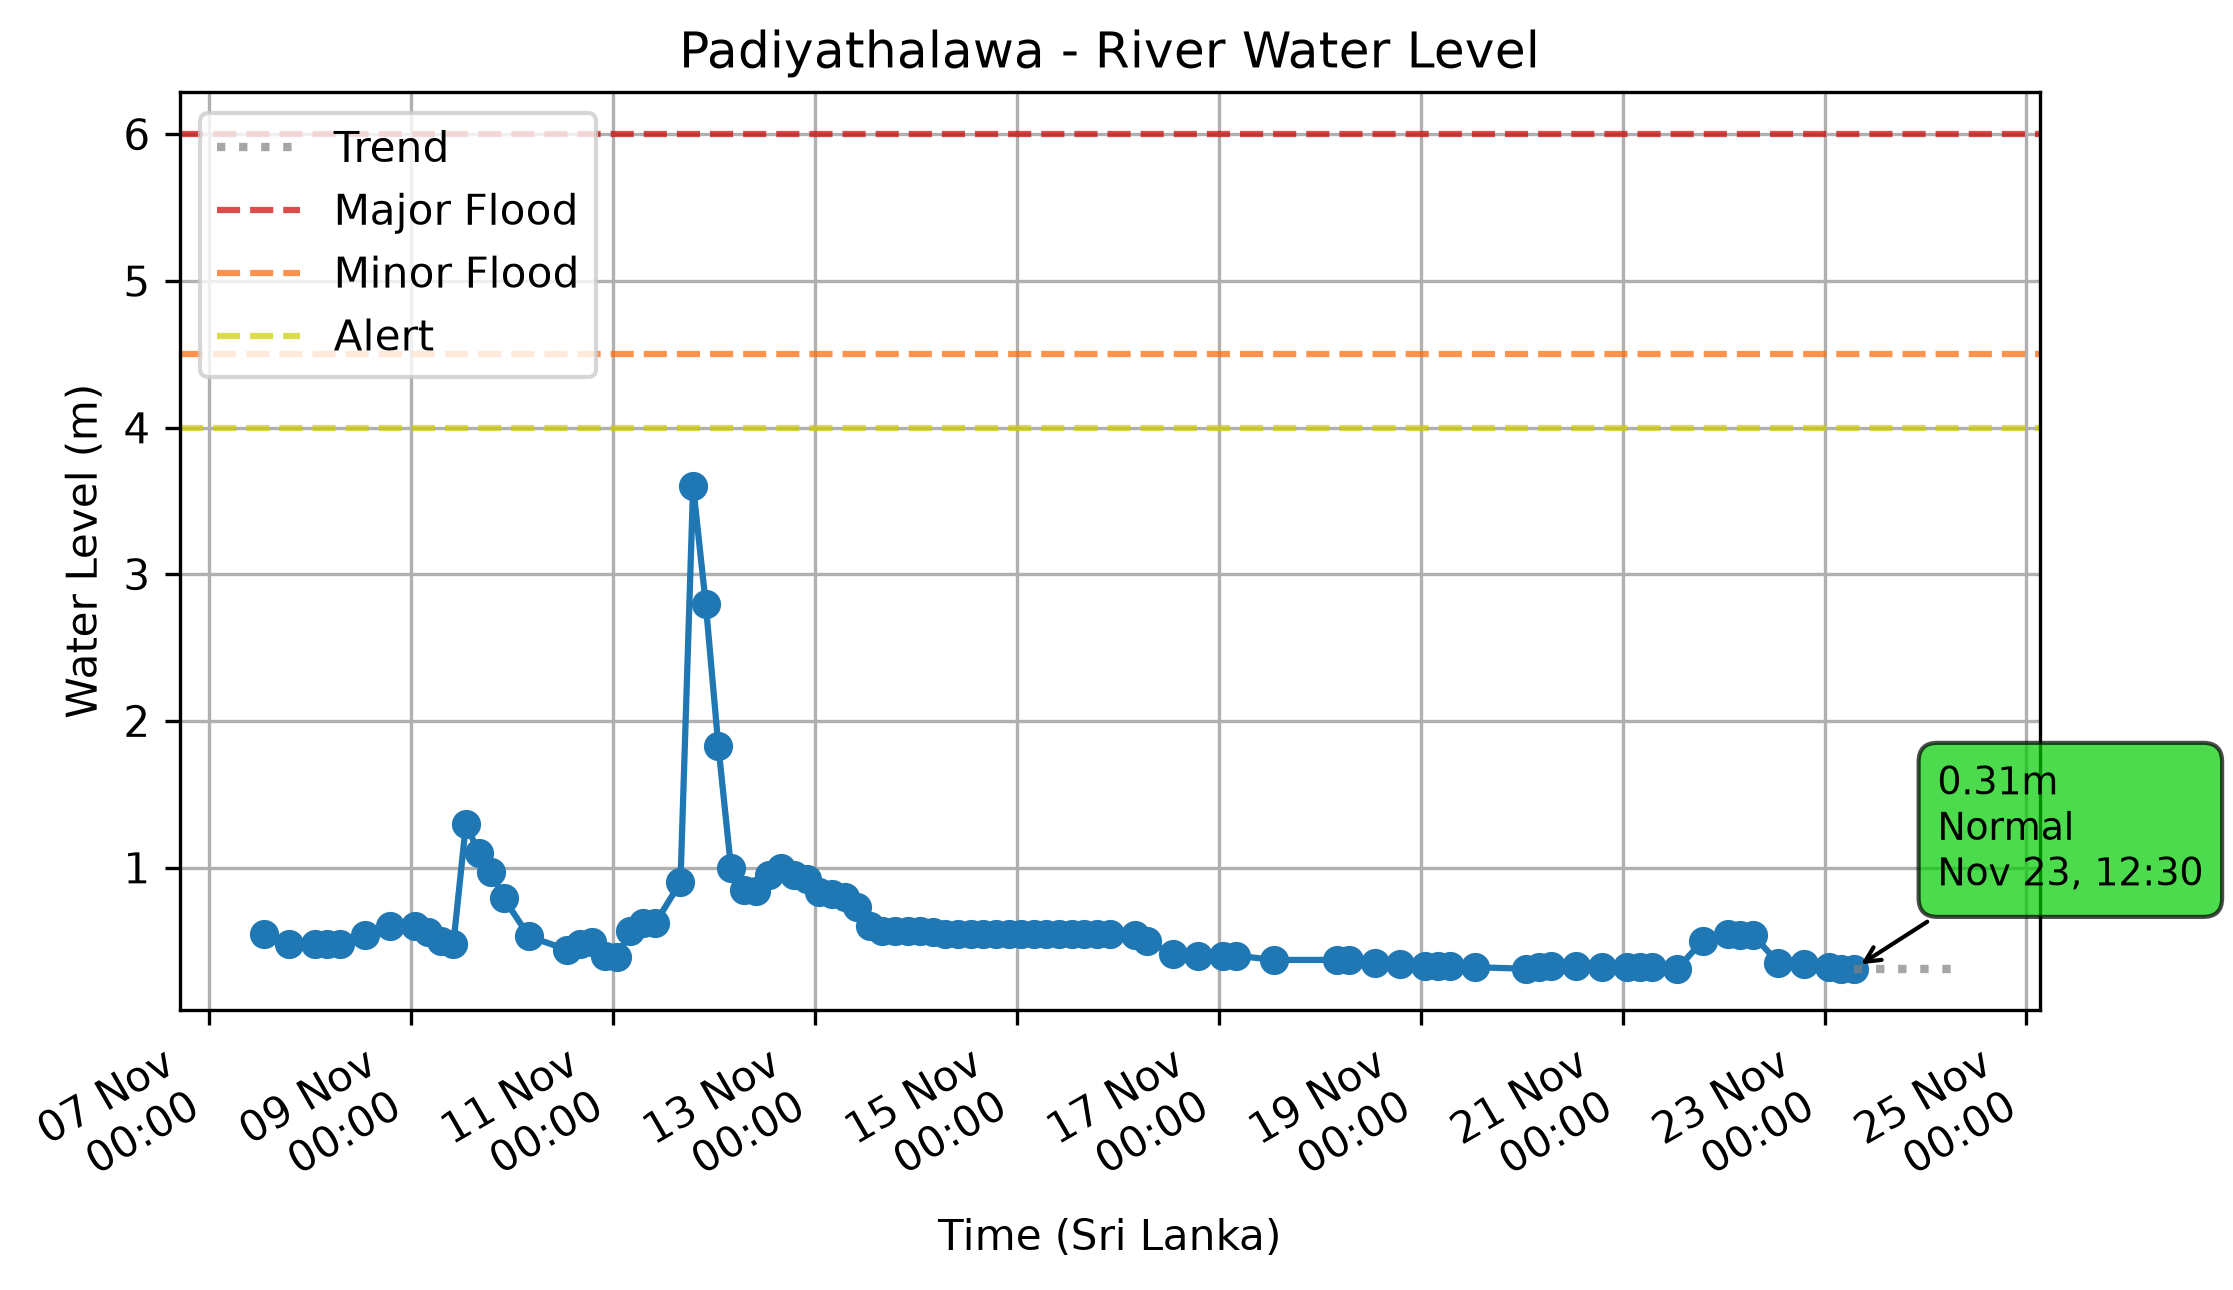 Padiyathalawa - River Water Level
Trend
Major Flood
Minor Flood
Alert
Water Level (m)
6
5
4
3
2
1
0.31m
Normal
Nov 23, 12:30
07 Nov
00:00
09 Nov
00:00
11 Nov
00:00
13 Nov
00:00
15 Nov
00:00
17 Nov
00:00
19 Nov
00:00
21 Nov
00:00
23 Nov
00:00
25 Nov
00:00
Time (Sri Lanka)